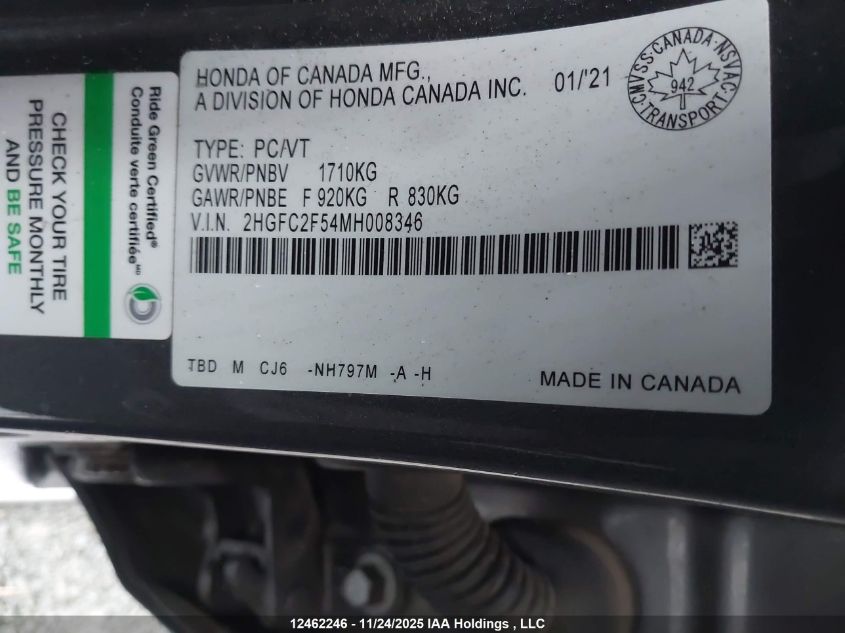 HONDA OF CANADA MFG.,
A DIVISION OF HONDA CANADA INC. 01/'21
CMVSS·CANADA·NSVAC
942
TRANSPORT
TYPE: PC/VT
GVWR/PNBV 1710KG
GAWR/PNBE F 920KG R 830KG
V.I.N. 2HGFC2F54MH008346
TBD M CJ6 -NH797M -A -H
MADE IN CANADA
Ride Green Certified®
Conduite verte certifiée MD
CHECK YOUR TIRE
PRESSURE MONTHLY
AND BE SAFE
12462246 - 11/24/2025 IAA Holdings , LLC